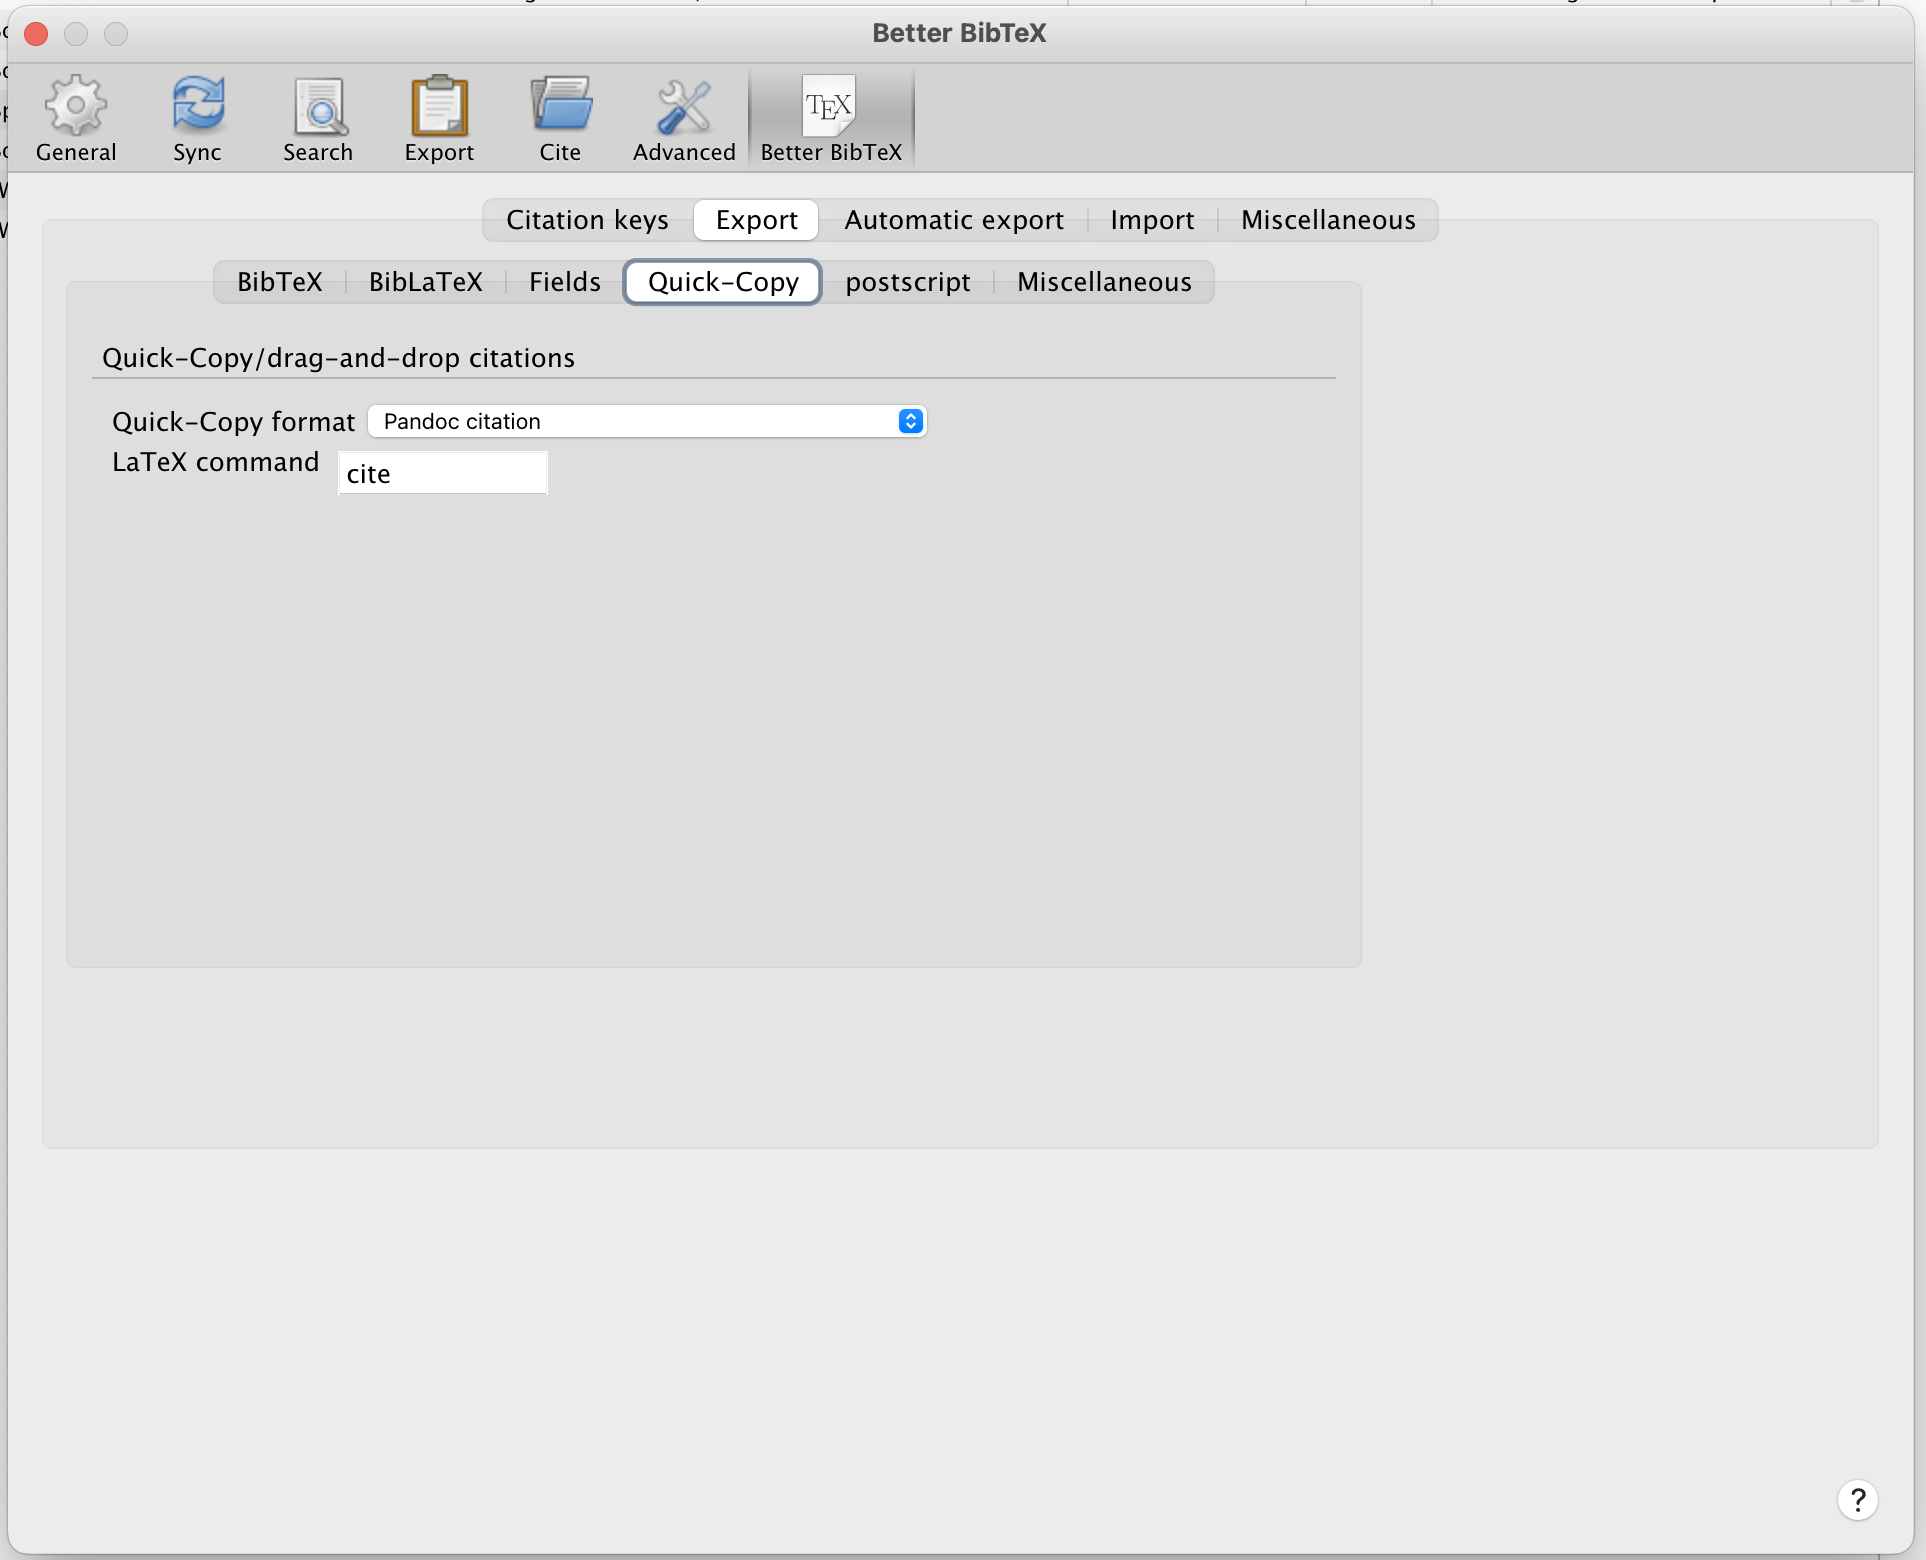 Better BibTeX
TEX
General Sync Search Export Cite Advanced Better BibTeX
Citation keys Export Automatic export Import Miscellaneous
BibTeX BibLaTeX Fields Quick-Copy postscript Miscellaneous
Quick-Copy/drag-and-drop citations
Quick-Copy format Pandoc citation
LaTeX command cite
?